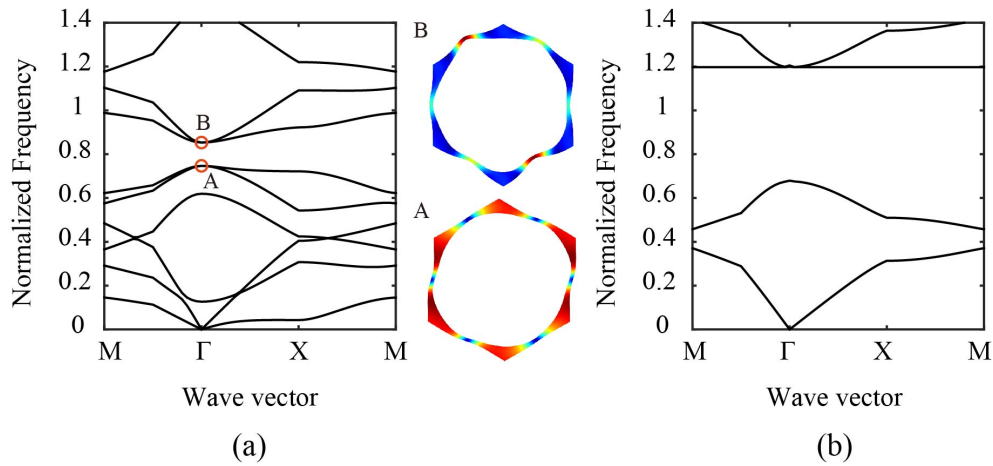 1.4
1.2
1
0.8
0.6
0.4
0.2
0
Normalized Frequency
B
A
M Γ X M
Wave vector
(a)
B
A
1.4
1.2
1
0.8
0.6
0.4
0.2
0
Normalized Frequency
M Γ X M
Wave vector
(b)